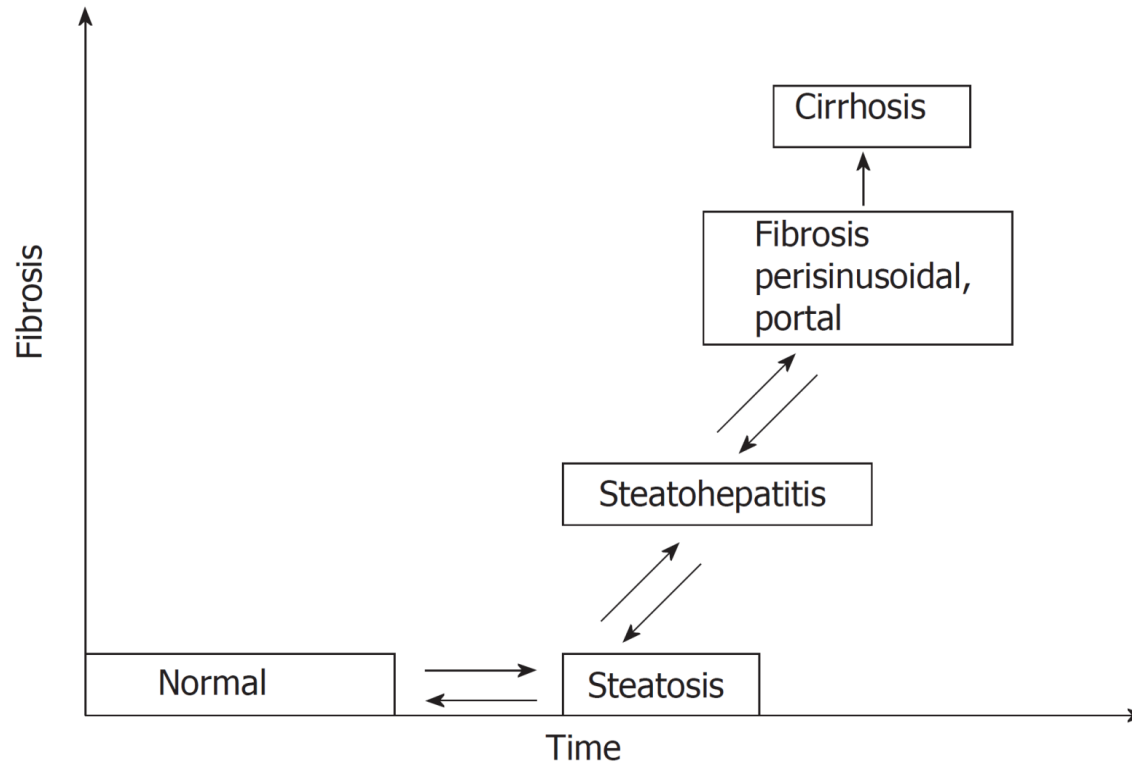 Cirrhosis
Fibrosis
perisinusoidal,
portal
Fibrosis
Steatohepatitis
Normal
Steatosis
Time